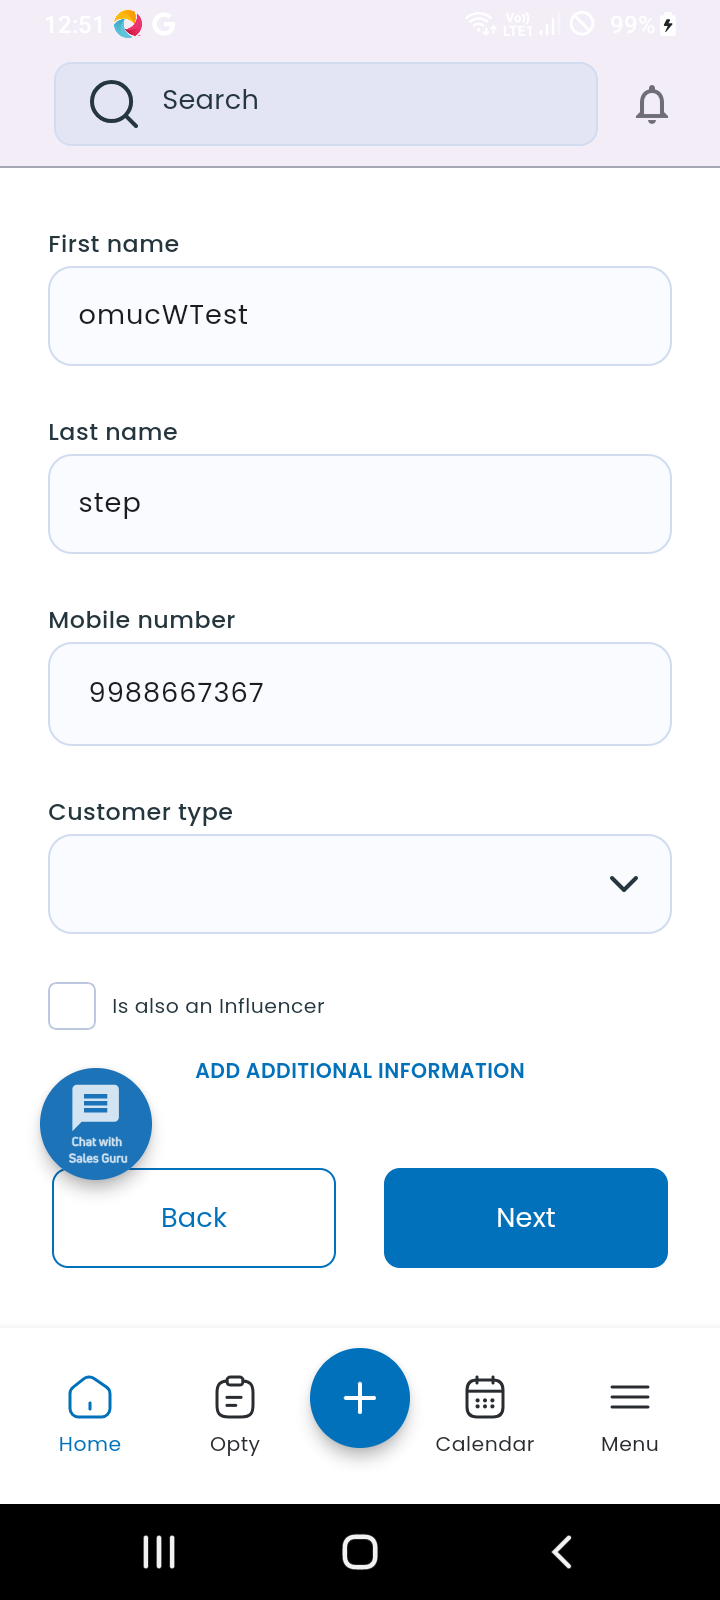 12:51
Vo))
LTE1
99%
Search
First name
omucWTest
Last name
step
Mobile number
9988667367
Customer type
Is also an Influencer
ADD ADDITIONAL INFORMATION
Chat with
Sales Guru
Back
Next
Home
Opty
Calendar
Menu